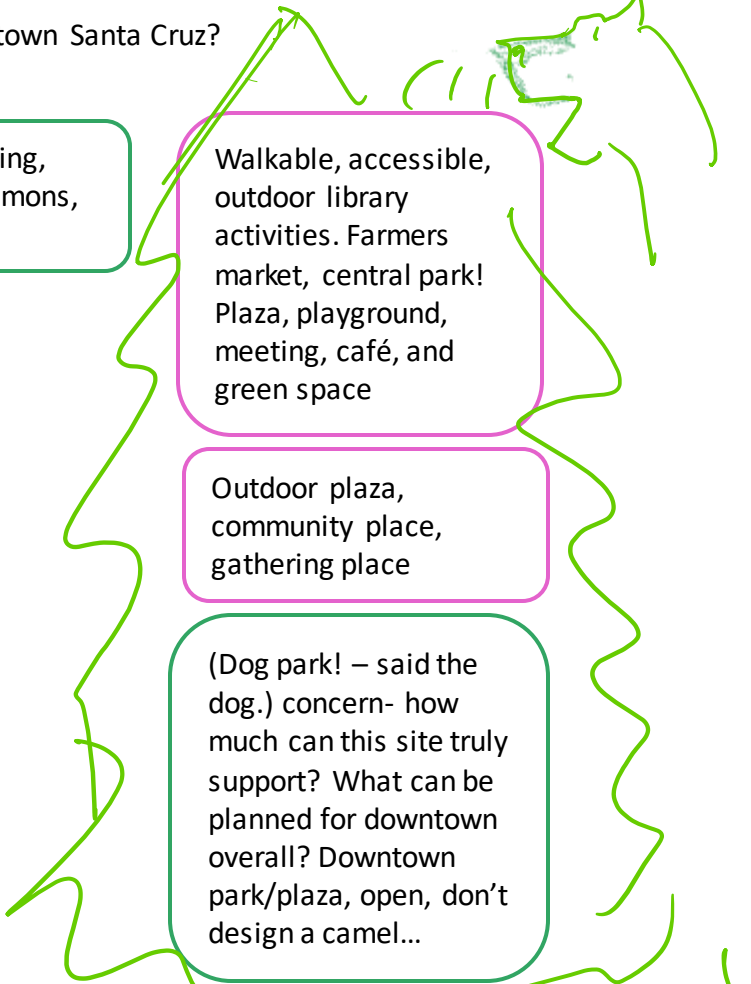 town Santa Cruz?
ing,
mons,
Walkable, accessible,
outdoor library
activities. Farmers
market, central park!
Plaza, playground,
meeting, café, and
green space
Outdoor plaza,
community place,
gathering place
(Dog park! – said the
dog.) concern- how
much can this site truly
support? What can be
planned for downtown
overall? Downtown
park/plaza, open, don’t
design a camel…